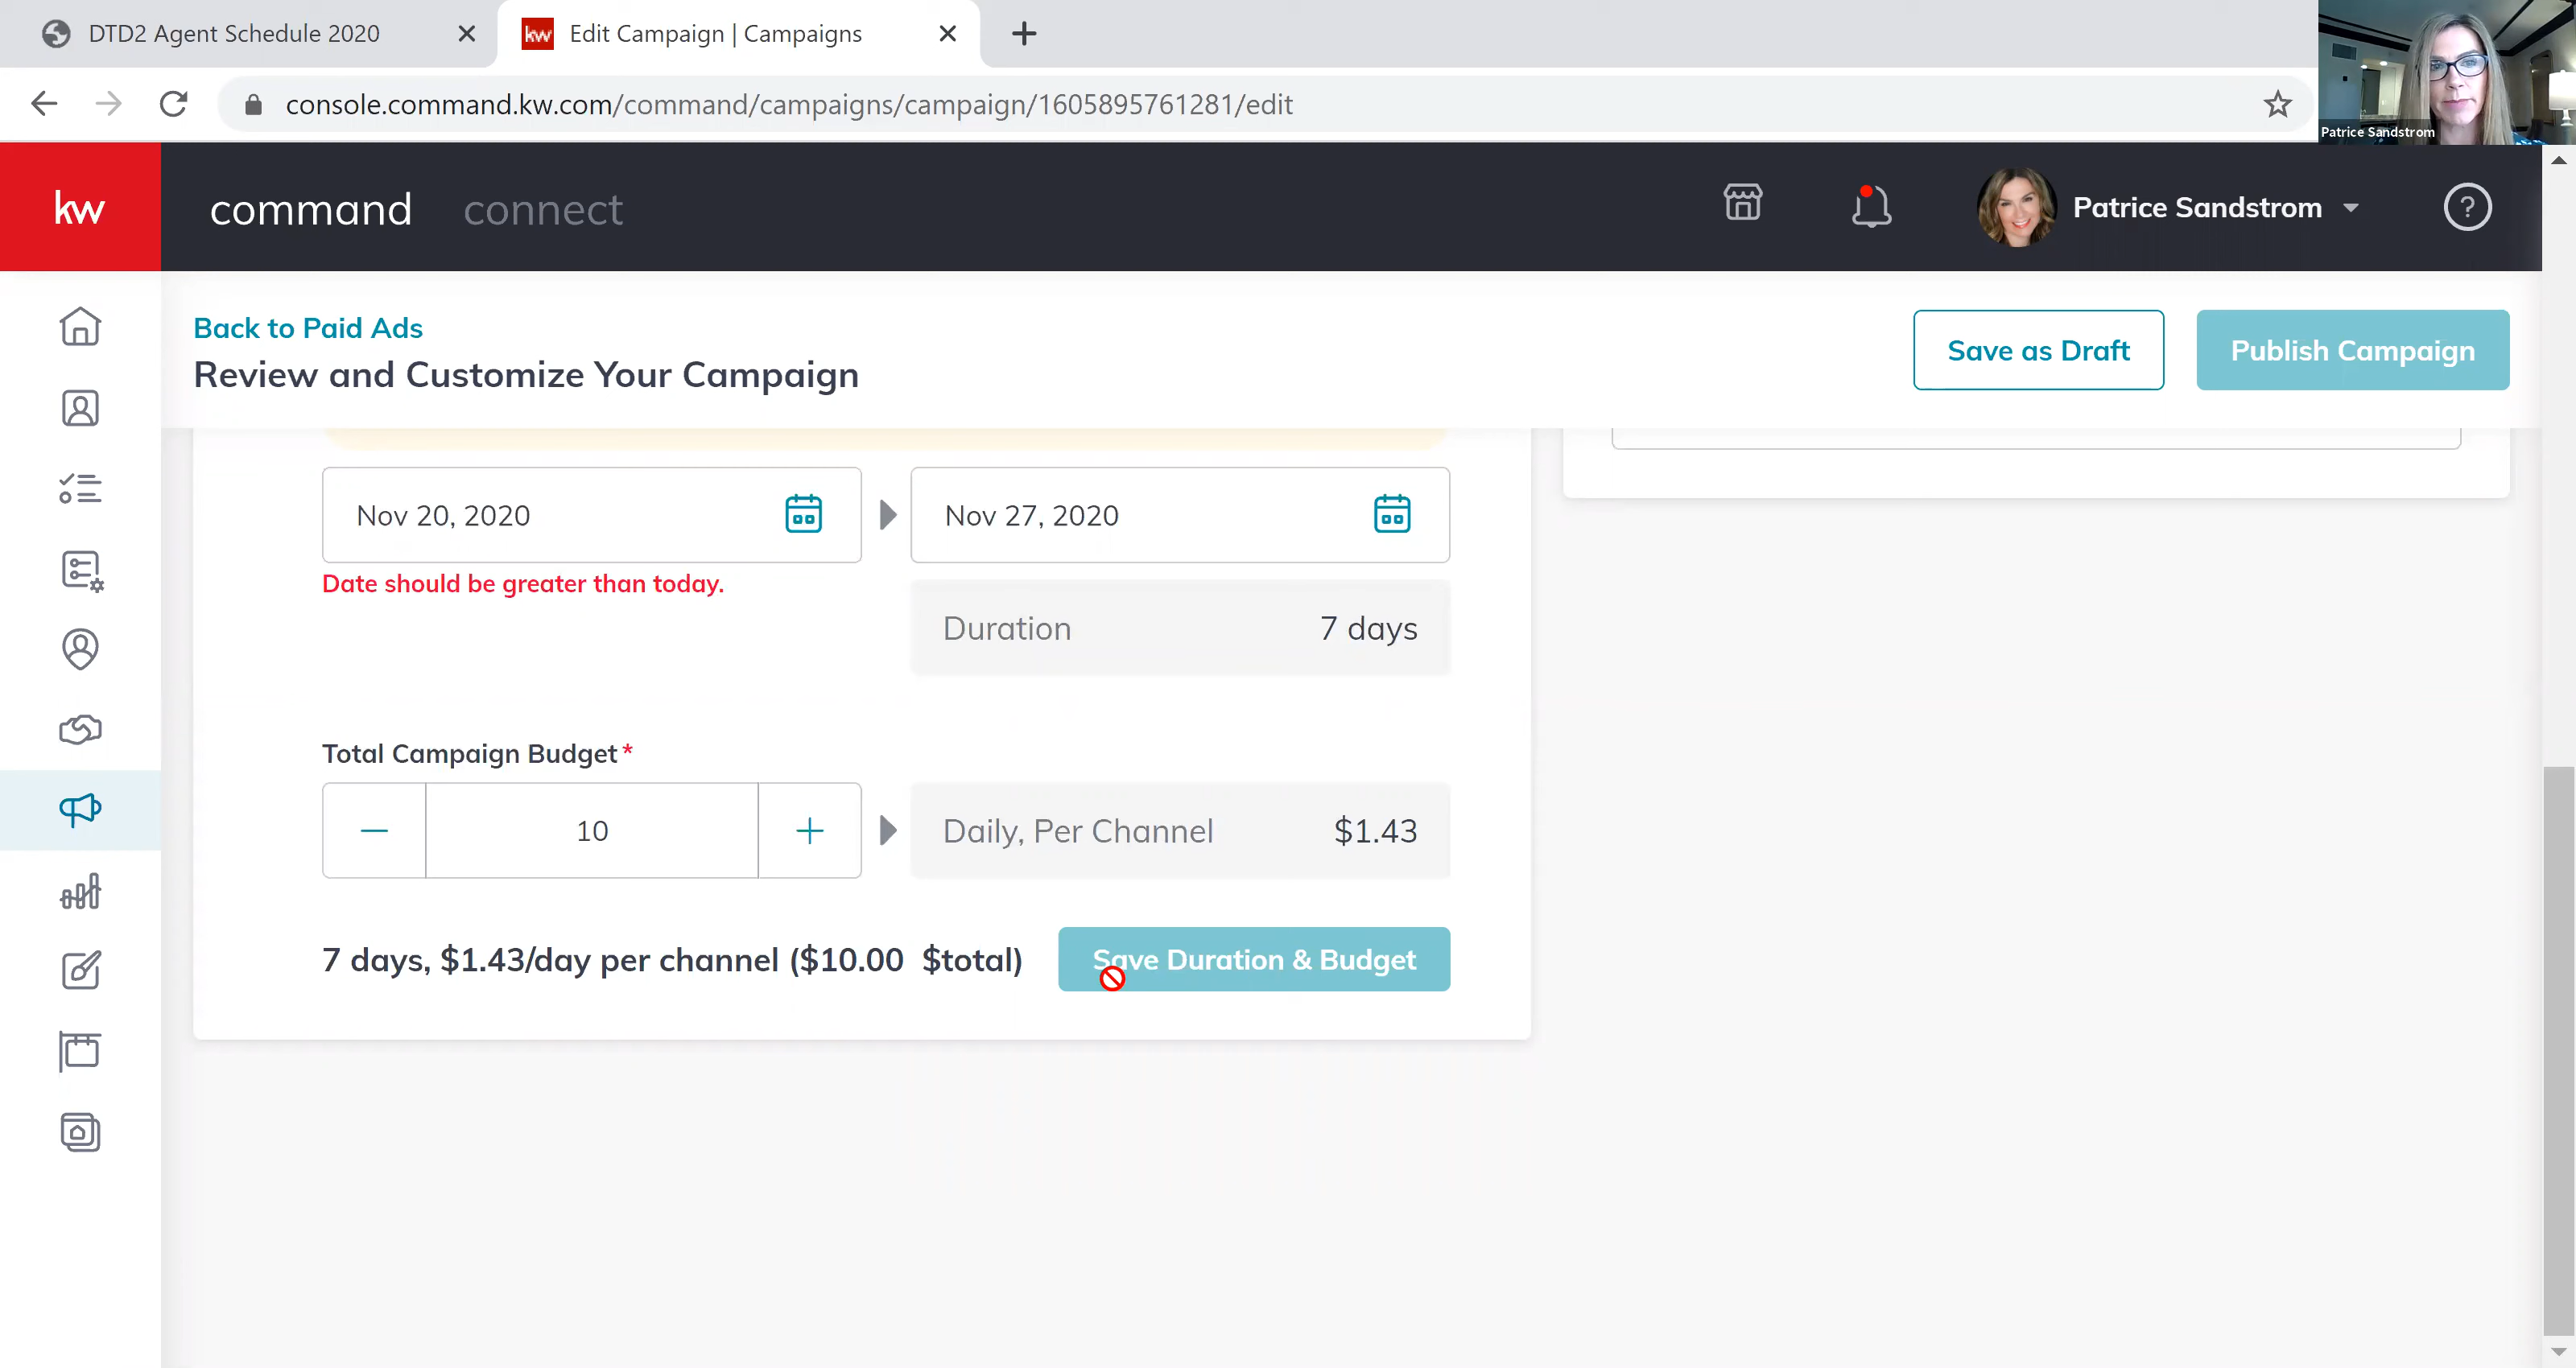 DTD2 Agent Schedule 2020
kw Edit Campaign | Campaigns
console.command.kw.com/command/campaigns/campaign/1605895761281/edit
Patrice Sandstrom
kw command connect Patrice Sandstrom ?
Back to Paid Ads
Review and Customize Your Campaign
Save as Draft Publish Campaign
Nov 20, 2020 Nov 27, 2020
Date should be greater than today.
Duration 7 days
Total Campaign Budget*
— 10 + Daily, Per Channel $1.43
7 days, $1.43/day per channel ($10.00 $total) Save Duration & Budget